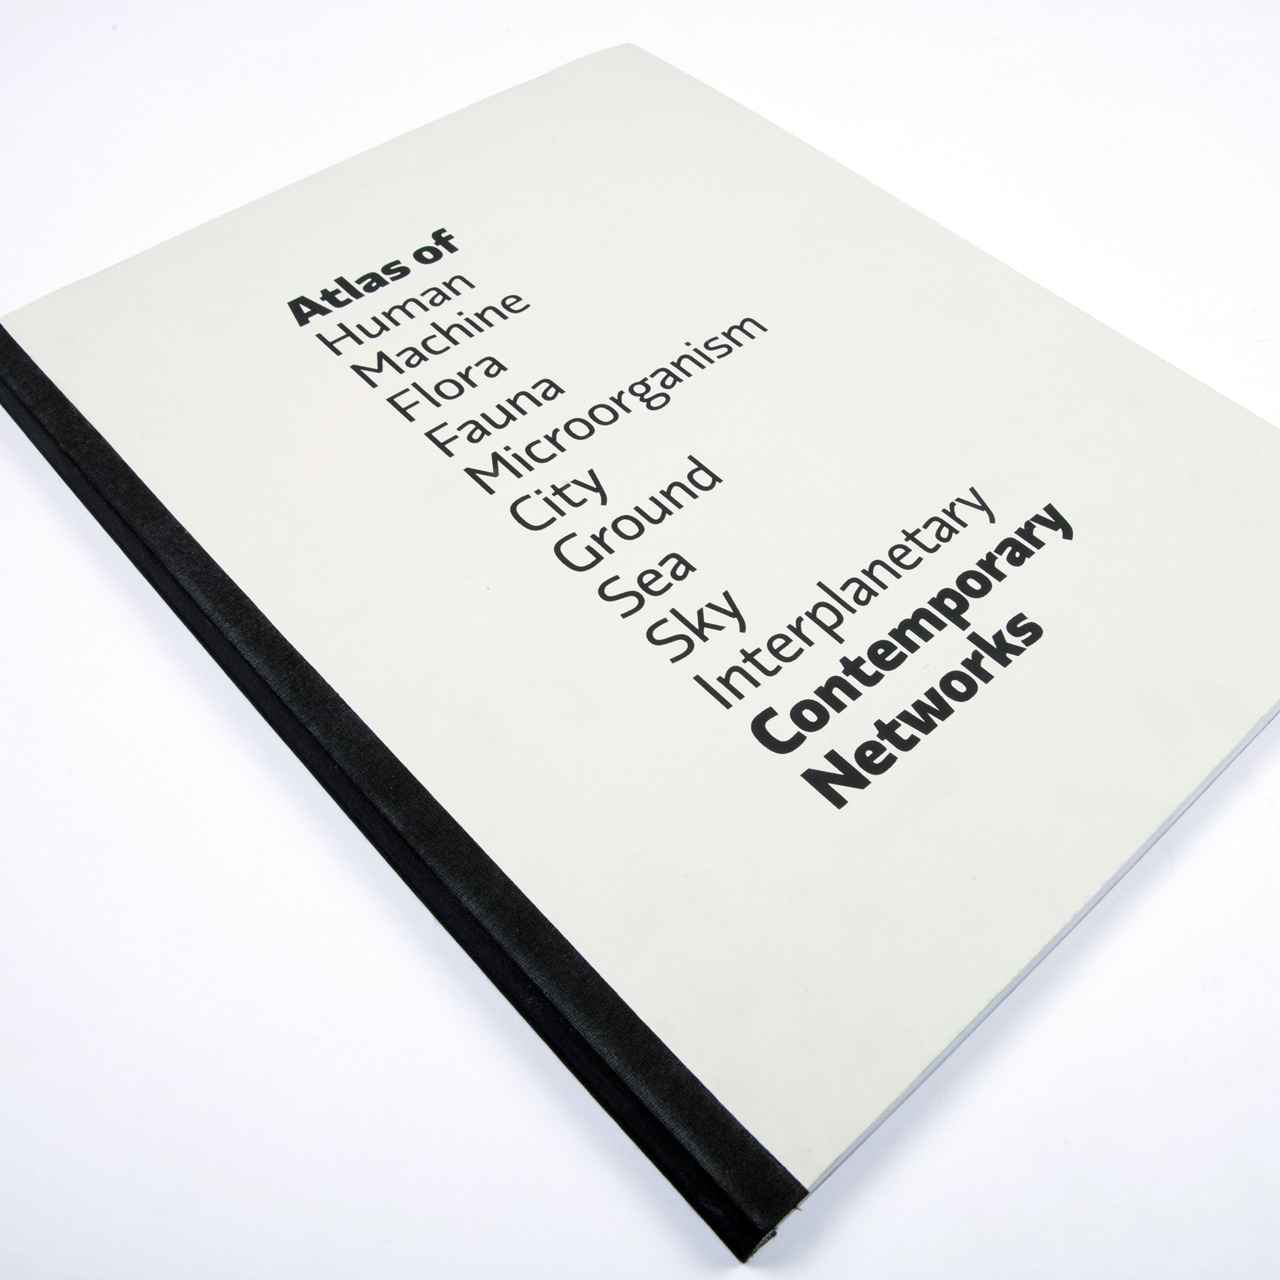 Atlas of
Human
Machine
Flora
Fauna
Microorganism
City
Ground
Sea
Sky
Interplanetary
Contemporary
Networks